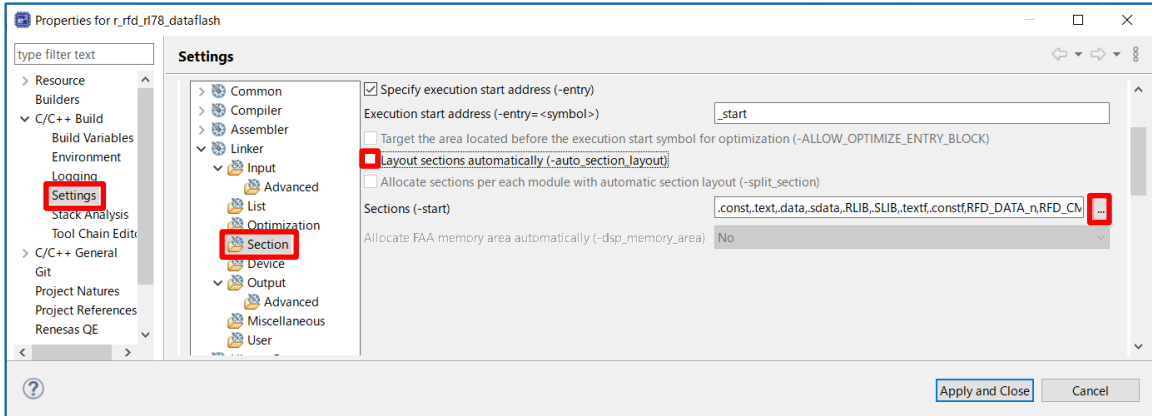 Properties for r_rfd_rl78_dataflash
type filter text
Resource
Builders
C/C++ Build
Build Variables
Environment
Logging
Settings
Stack Analysis
Tool Chain Edito
C/C++ General
Git
Project Natures
Project References
Renesas QE
Settings
Common
Compiler
Assembler
Linker
Input
Advanced
List
Optimization
Section
Device
Output
Advanced
Miscellaneous
User
Specify execution start address (-entry)
Execution start address (-entry=<symbol>) _start
Target the area located before the execution start symbol for optimization (-ALLOW_OPTIMIZE_ENTRY_BLOCK)
Layout sections automatically (-auto_section_layout)
Allocate sections per each module with automatic section layout (-split_section)
Sections (-start) .const,.text,.data,.sdata,.RLIB,.SLIB,.textf,.constf,RFD_DATA_n,RFD_CM ...
Allocate FAA memory area automatically (-dsp_memory_area) No
Apply and Close Cancel